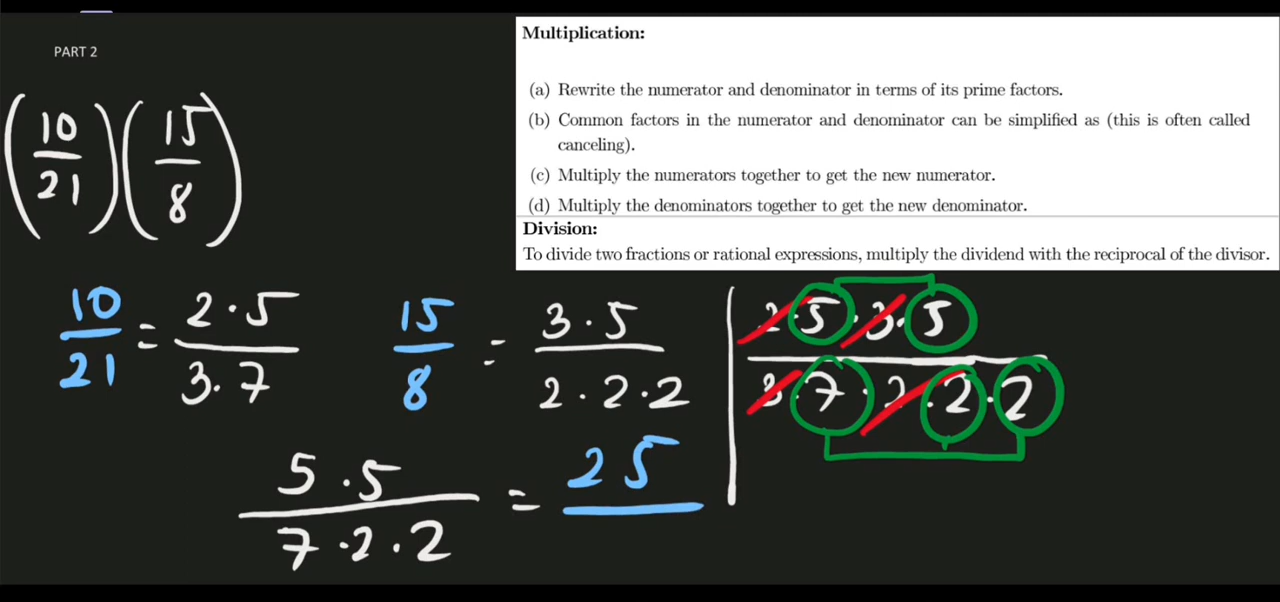 PART 2
Multiplication:
(a) Rewrite the numerator and denominator in terms of its prime factors.
(b) Common factors in the numerator and denominator can be simplified as (this is often called
canceling).
(c) Multiply the numerators together to get the new numerator.
(d) Multiply the denominators together to get the new denominator.
Division:
To divide two fractions or rational expressions, multiply the dividend with the reciprocal of the divisor.
(10/21)(15/8)
10/21 = 2·5/3.7
15/8 = 3·5/2·2·2
2·5·3·5/3·7·2·2·2
5·5/7·2·2 = 25